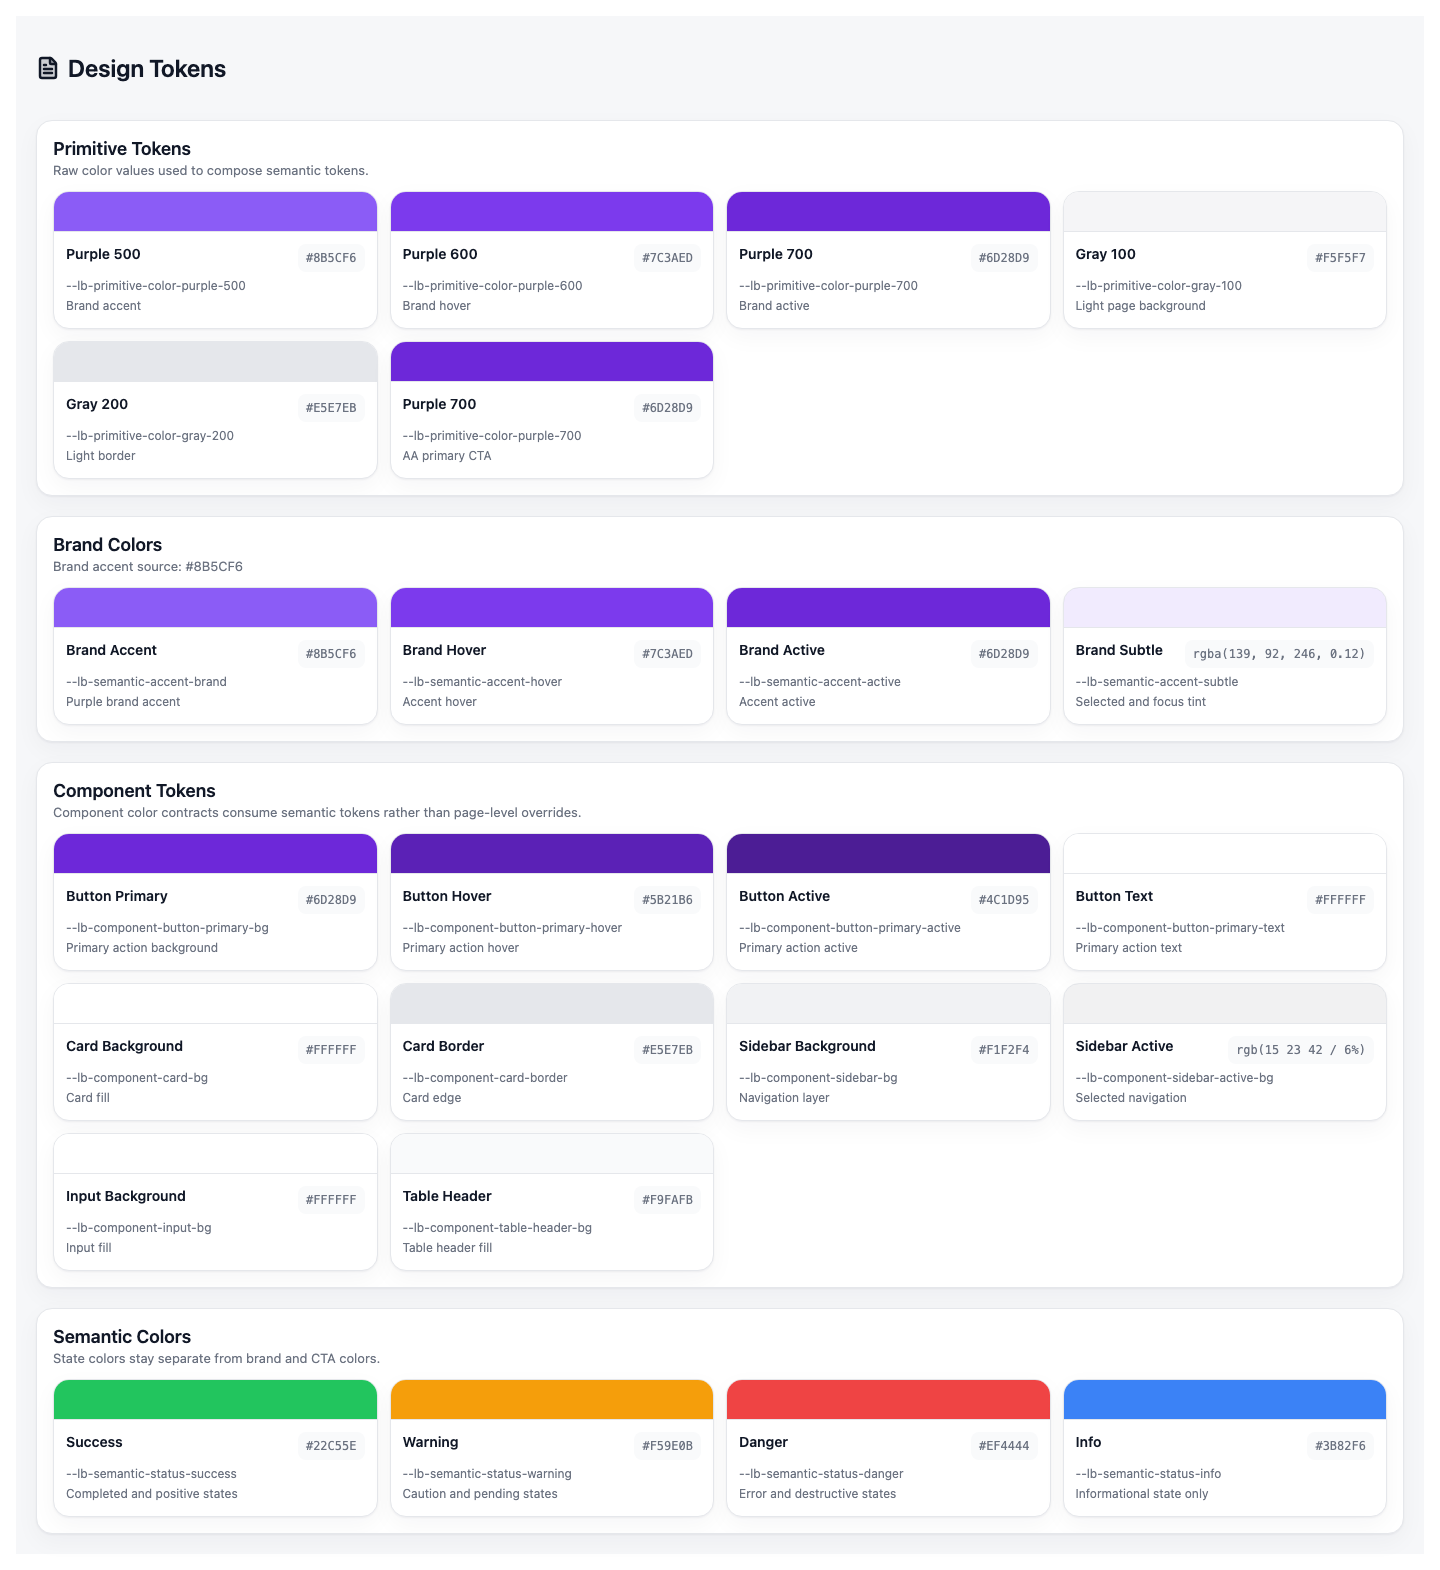 Design Tokens
Primitive Tokens
Raw color values used to compose semantic tokens.
Purple 500
#8B5CF6
--lb-primitive-color-purple-500
Brand accent
Purple 600
#7C3AED
--lb-primitive-color-purple-600
Brand hover
Purple 700
#6D28D9
--lb-primitive-color-purple-700
Brand active
Gray 100
#F5F5F7
--lb-primitive-color-gray-100
Light page background
Gray 200
#E5E7EB
--lb-primitive-color-gray-200
Light border
Purple 700
#6D28D9
--lb-primitive-color-purple-700
AA primary CTA
Brand Colors
Brand accent source: #8B5CF6
Brand Accent
#8B5CF6
--lb-semantic-accent-brand
Purple brand accent
Brand Hover
#7C3AED
--lb-semantic-accent-hover
Accent hover
Brand Active
#6D28D9
--lb-semantic-accent-active
Accent active
Brand Subtle
rgba(139, 92, 246, 0.12)
--lb-semantic-accent-subtle
Selected and focus tint
Component Tokens
Component color contracts consume semantic tokens rather than page-level overrides.
Button Primary
#6D28D9
--lb-component-button-primary-bg
Primary action background
Button Hover
#5B21B6
--lb-component-button-primary-hover
Primary action hover
Button Active
#4C1D95
--lb-component-button-primary-active
Primary action active
Button Text
#FFFFFF
--lb-component-button-primary-text
Primary action text
Card Background
#FFFFFF
--lb-component-card-bg
Card fill
Card Border
#E5E7EB
--lb-component-card-border
Card edge
Sidebar Background
#F1F2F4
--lb-component-sidebar-bg
Navigation layer
Sidebar Active
rgb(15 23 42 / 6%)
--lb-component-sidebar-active-bg
Selected navigation
Input Background
#FFFFFF
--lb-component-input-bg
Input fill
Table Header
#F9FAFB
--lb-component-table-header-bg
Table header fill
Semantic Colors
State colors stay separate from brand and CTA colors.
Success
#22C55E
--lb-semantic-status-success
Completed and positive states
Warning
#F59E0B
--lb-semantic-status-warning
Caution and pending states
Danger
#EF4444
--lb-semantic-status-danger
Error and destructive states
Info
#3B82F6
--lb-semantic-status-info
Informational state only